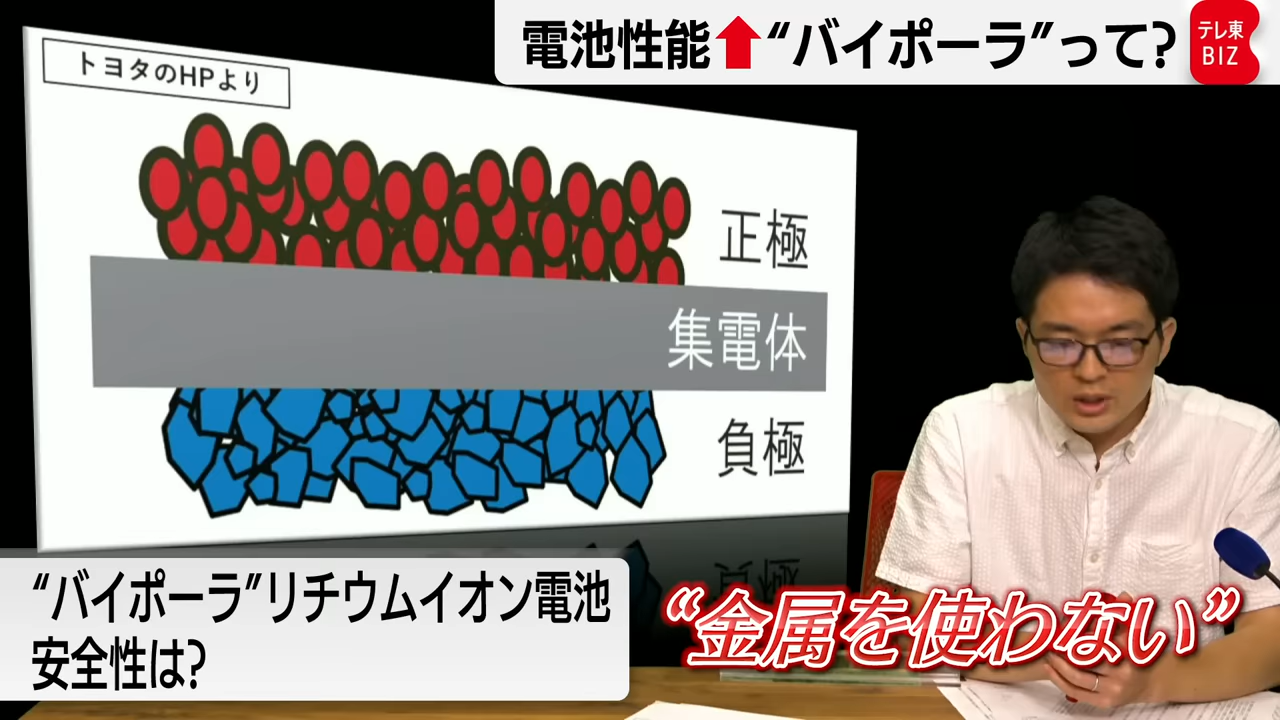 電池性能↑“バイポーラ”って?
テレ東
BIZ
トヨタのHPより
正極
集電体
負極
負極
“バイポーラ”リチウムイオン電池
安全性は?
“金属を使わない”